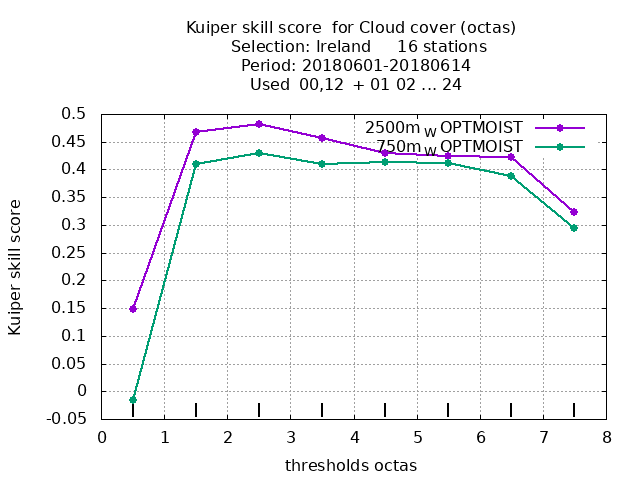 Kuiper skill score  for Cloud cover (octas)
Selection: Ireland     16 stations
Period: 20180601-20180614
Used  00,12  + 01 02 ... 24
0.5
0.45
0.4
0.35
0.3
0.25
0.2
0.15
0.1
0.05
0
-0.05
Kuiper skill score
2500m W OPTMOIST
750m W OPTMOIST
0 1 2 3 4 5 6 7 8
thresholds octas